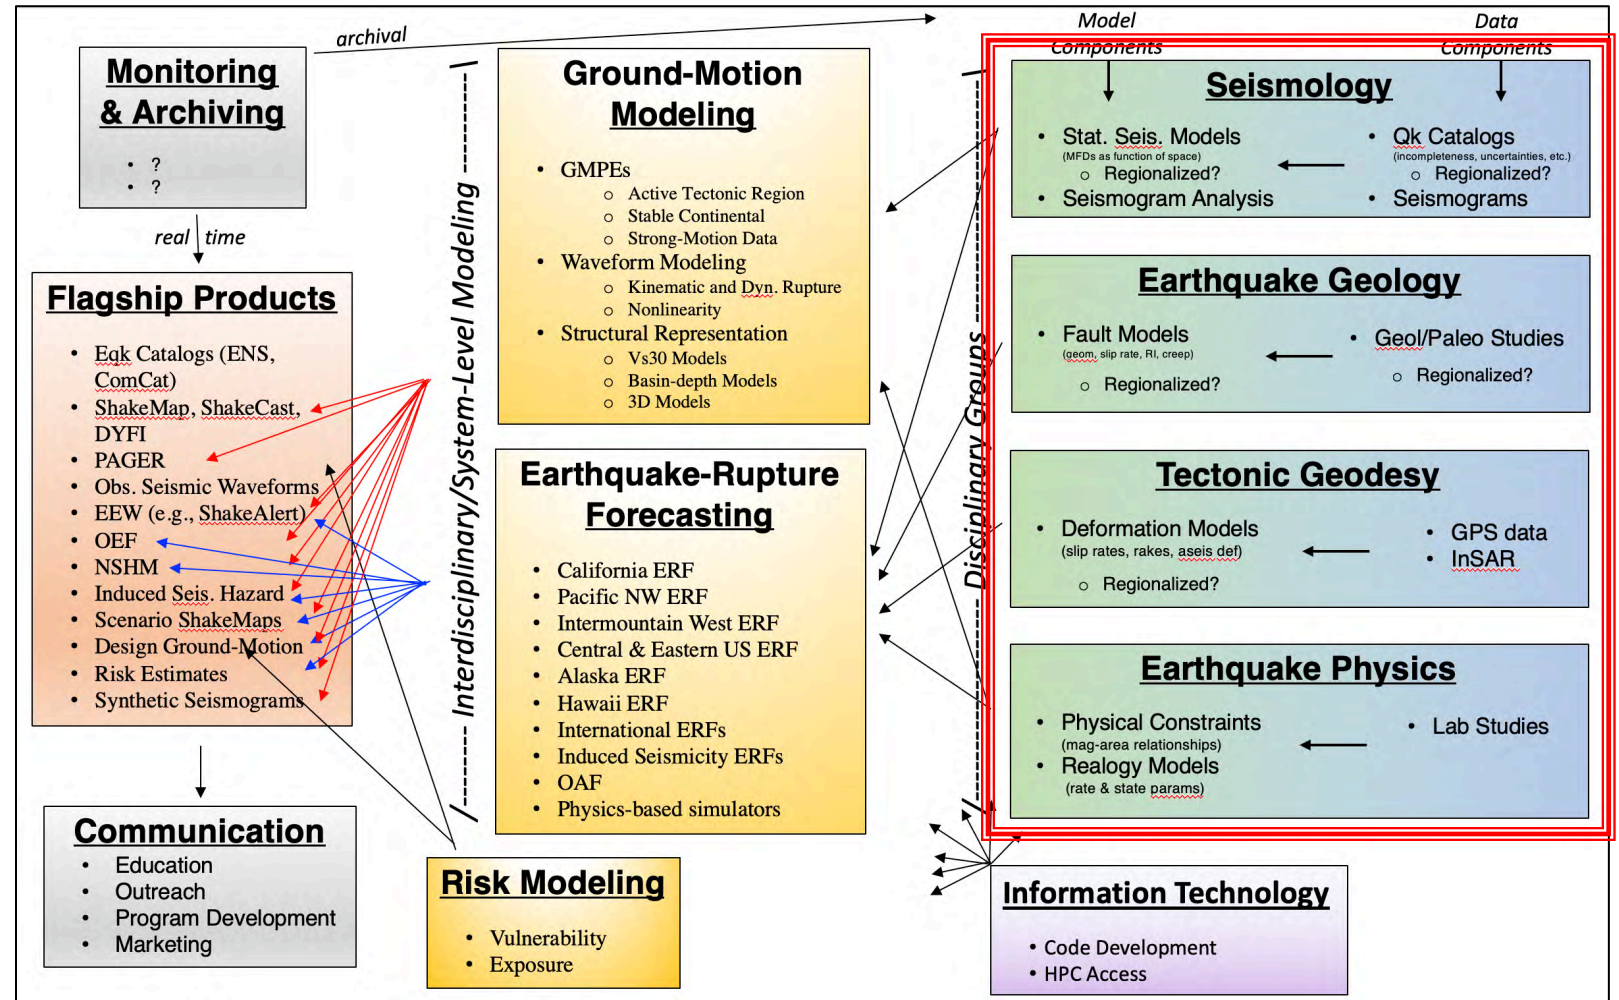 archival
Model
Components
Data
Components
Monitoring
& Archiving
• ?
• ?
real time
Flagship Products
• Eqk Catalogs (ENS,
ComCat)
• ShakeMap, ShakeCast,
DYFI
• PAGER
• Obs. Seismic Waveforms
• EEW (e.g., ShakeAlert)
• OEF
• NSHM
• Induced Seis. Hazard
• Scenario ShakeMaps
• Design Ground-Motion
• Risk Estimates
• Synthetic Seismograms
Communication
• Education
• Outreach
• Program Development
• Marketing
Interdisciplinary/System-Level Modeling
Ground-Motion
Modeling
• GMPEs
o Active Tectonic Region
o Stable Continental
o Strong-Motion Data
• Waveform Modeling
o Kinematic and Dyn. Rupture
o Nonlinearity
• Structural Representation
o Vs30 Models
o Basin-depth Models
o 3D Models
Earthquake-Rupture
Forecasting
• California ERF
• Pacific NW ERF
• Intermountain West ERF
• Central & Eastern US ERF
• Alaska ERF
• Hawaii ERF
• International ERFs
• Induced Seismicity ERFs
• OAF
• Physics-based simulators
Risk Modeling
• Vulnerability
• Exposure
Disciplinary Groups
Seismology
• Stat. Seis. Models
(MFDs as function of space)
o Regionalized?
• Seismogram Analysis
• Qk Catalogs
(incompleteness, uncertainties, etc.)
o Regionalized?
• Seismograms
Earthquake Geology
• Fault Models
(geom, slip rate, RI, creep)
o Regionalized?
• Geol/Paleo Studies
o Regionalized?
Tectonic Geodesy
• Deformation Models
(slip rates, rakes, aseis def)
o Regionalized?
• GPS data
• InSAR
Earthquake Physics
• Physical Constraints
(mag-area relationships)
• Realogy Models
(rate & state params)
• Lab Studies
Information Technology
• Code Development
• HPC Access